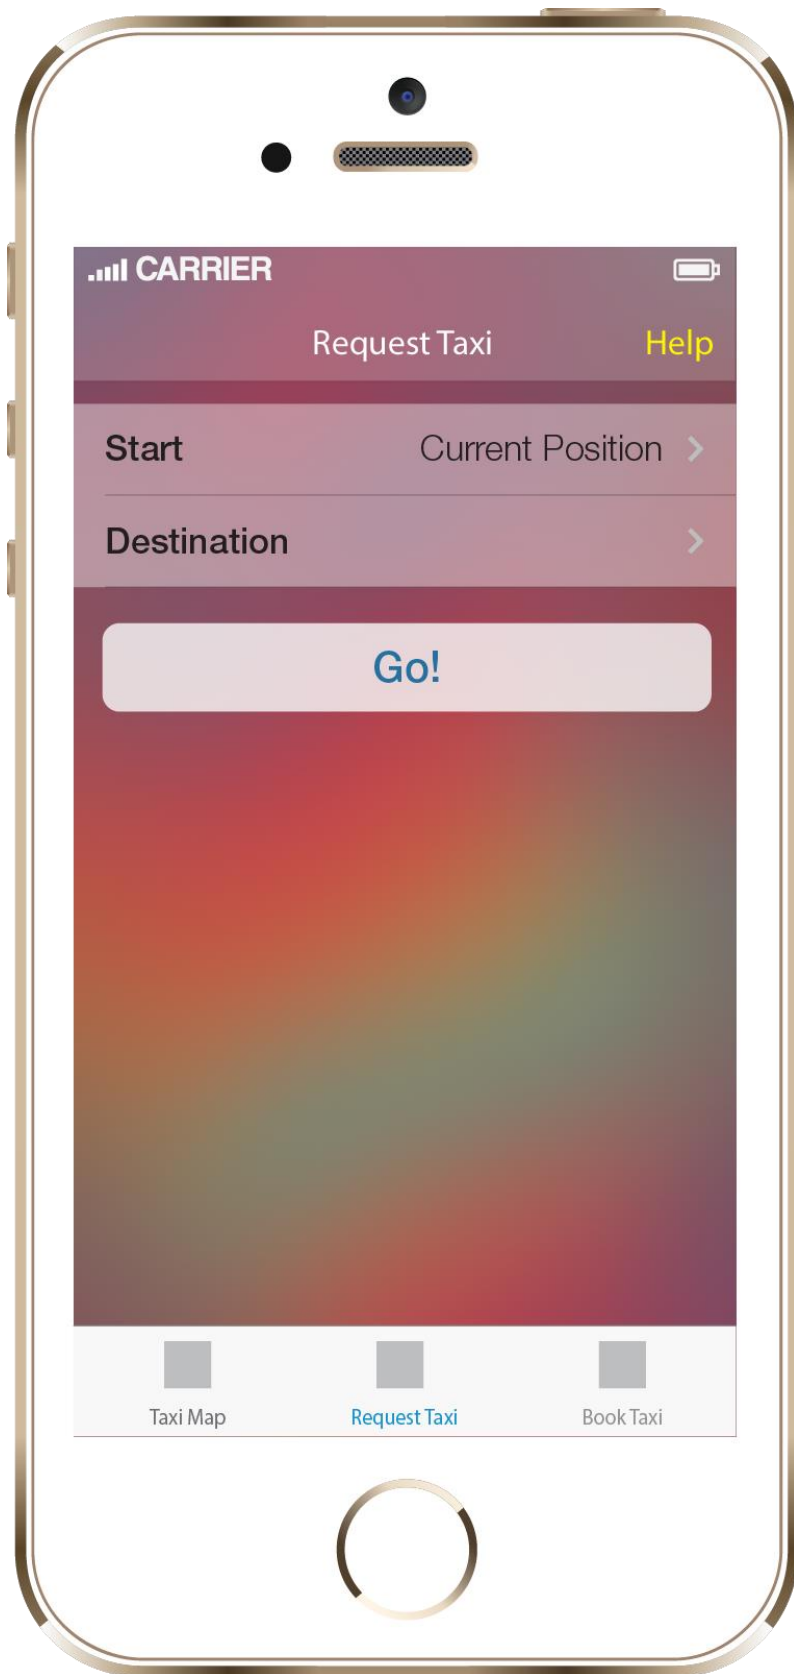 CARRIER
Request Taxi Help
Start Current Position
Destination
Go!
Taxi Map Request Taxi Book Taxi